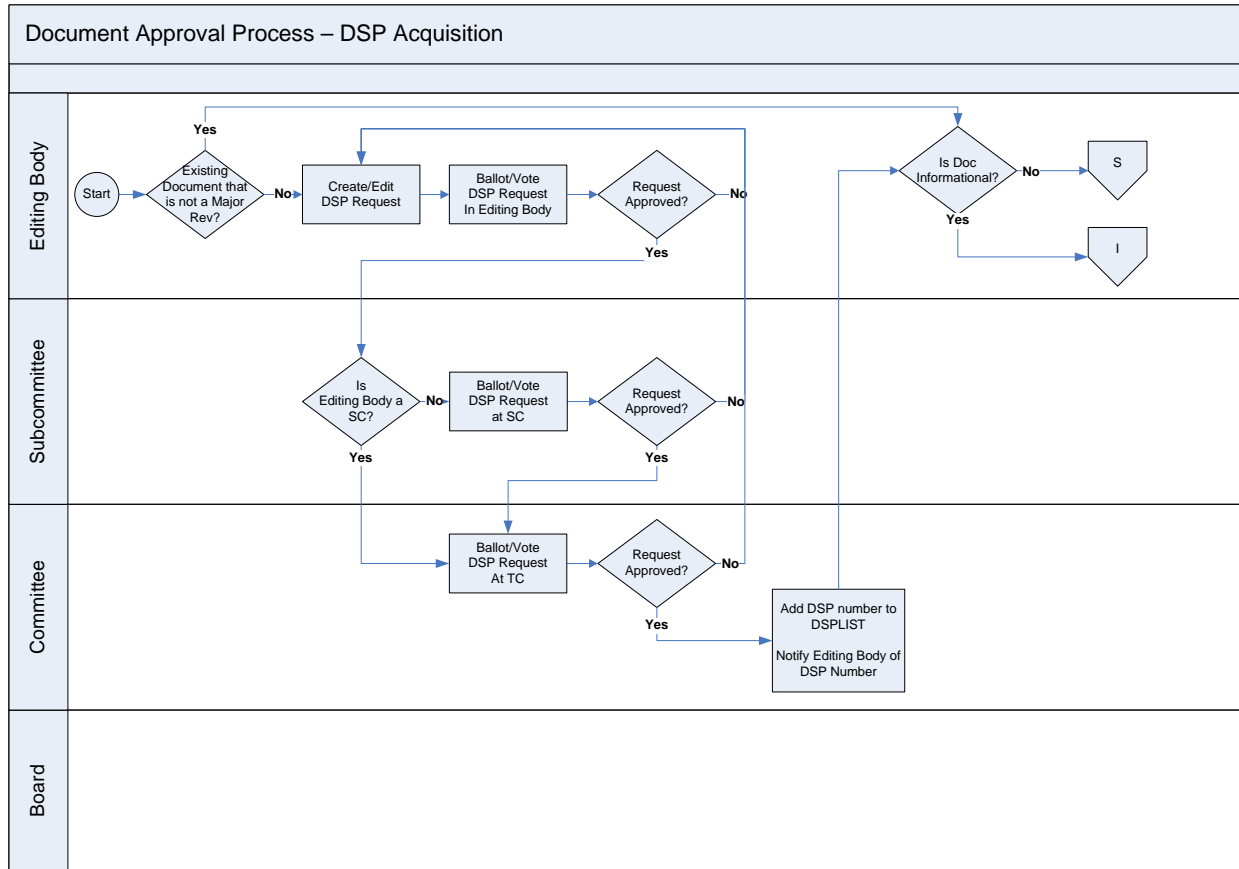 Document Approval Process – DSP Acquisition
Editing Body
Start
Existing
Document that
is not a Major
Rev?
Yes
No
Create/Edit
DSP Request
Ballot/Vote
DSP Request
In Editing Body
Request
Approved?
No
Yes
Is Doc
Informational?
No
Yes
S
I
Subcommittee
Is
Editing Body a
SC?
No
Yes
Ballot/Vote
DSP Request
at SC
Request
Approved?
No
Yes
Committee
Ballot/Vote
DSP Request
At TC
Request
Approved?
No
Yes
Add DSP number to
DSPLIST
Notify Editing Body of
DSP Number
Board